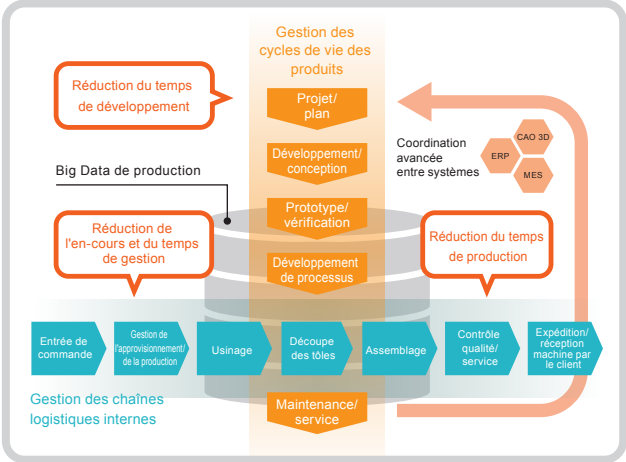 Gestion des
cycles de vie des
produits
Réduction du temps
de développement
Projet/
plan
Coordination
avancée
entre systèmes
CAO 3D
ERP
MES
Développement/
conception
Big Data de production
Prototype/
vérification
Réduction de
l'en-cours et du temps
de gestion
Réduction du temps
de production
Développement
de processus
Entrée de
commande
Gestion de
l'approvisionnement/
de la production
Usinage
Découpe
des tôles
Assemblage
Contrôle
qualité/
service
Expédition/
réception
machine par
le client
Gestion des chaînes
logistiques internes
Maintenance/
service